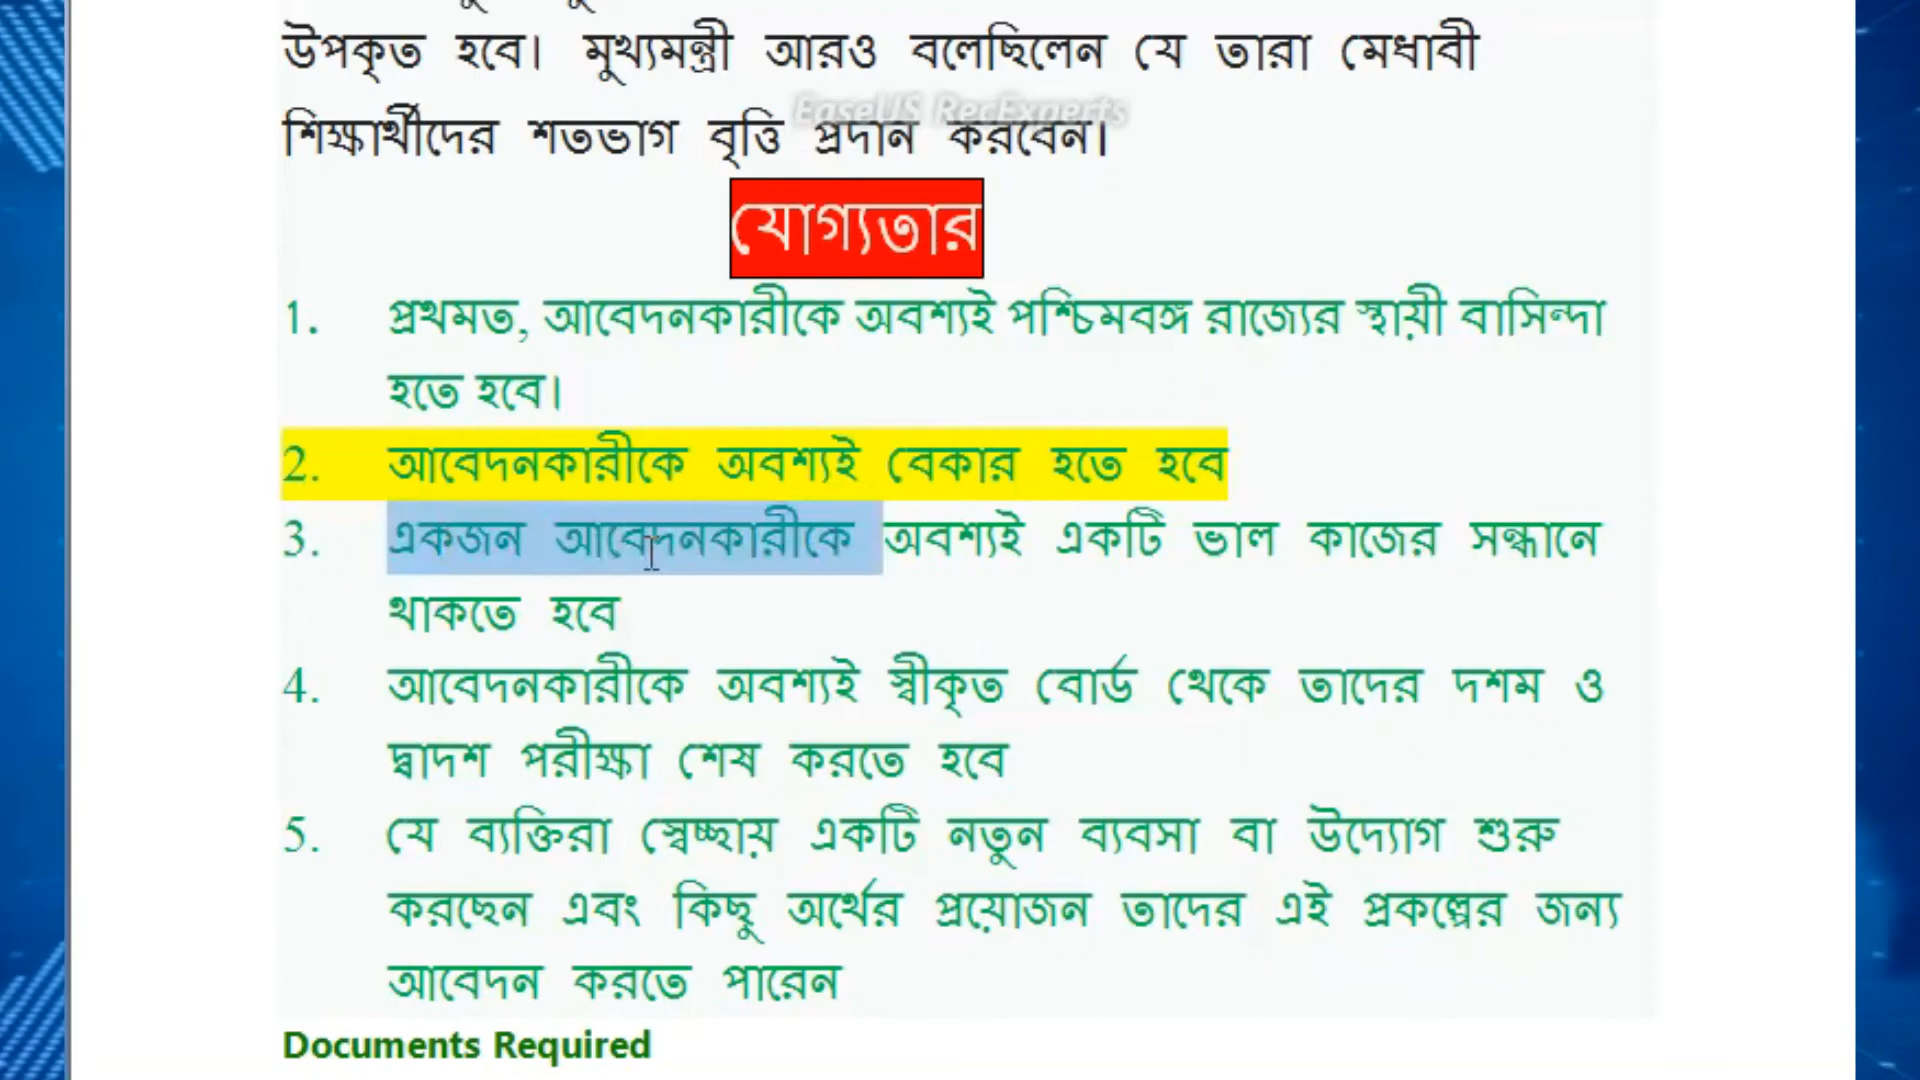 উপকৃত হবে। মুখ্যমন্ত্রী আরও বলেছিলেন যে তারা মেধাবী
EaseUS RecExperts
শিক্ষার্থীদের শতভাগ বৃত্তি প্রদান করবেন।
যোগ্যতার
1. প্রথমত, আবেদনকারীকে অবশ্যই পশ্চিমবঙ্গ রাজ্যের স্থায়ী বাসিন্দা
হতে হবে।
2. আবেদনকারীকে অবশ্যই বেকার হতে হবে
3. একজন আবেদনকারীকে অবশ্যই একটি ভাল কাজের সন্ধানে
থাকতে হবে
4. আবেদনকারীকে অবশ্যই স্বীকৃত বোর্ড থেকে তাদের দশম ও
দ্বাদশ পরীক্ষা শেষ করতে হবে
5. যে ব্যক্তিরা স্বেচ্ছায় একটি নতুন ব্যবসা বা উদ্যোগ শুরু
করছেন এবং কিছু অর্থের প্রয়োজন তাদের এই প্রকল্পের জন্য
আবেদন করতে পারেন
Documents Required